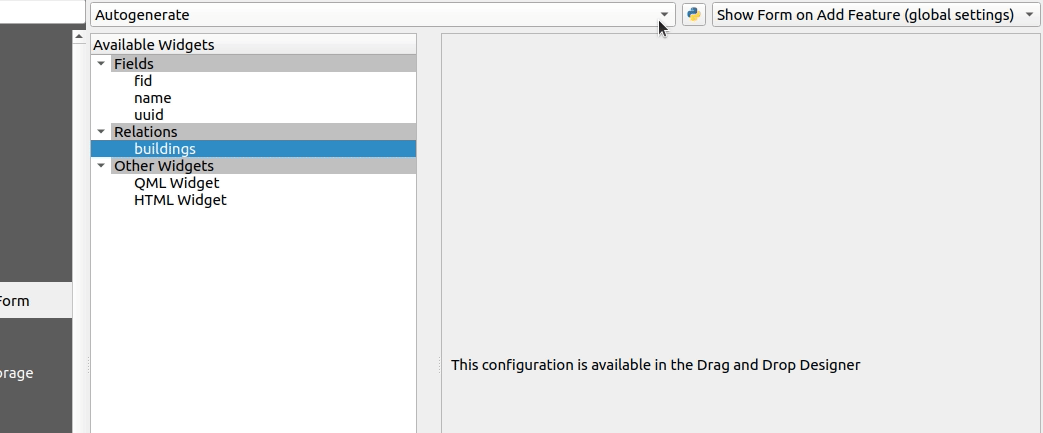 Autogenerate
Show Form on Add Feature (global settings)
Available Widgets
Fields
fid
name
uuid
Relations
buildings
Other Widgets
QML Widget
HTML Widget
Form
orage
This configuration is available in the Drag and Drop Designer